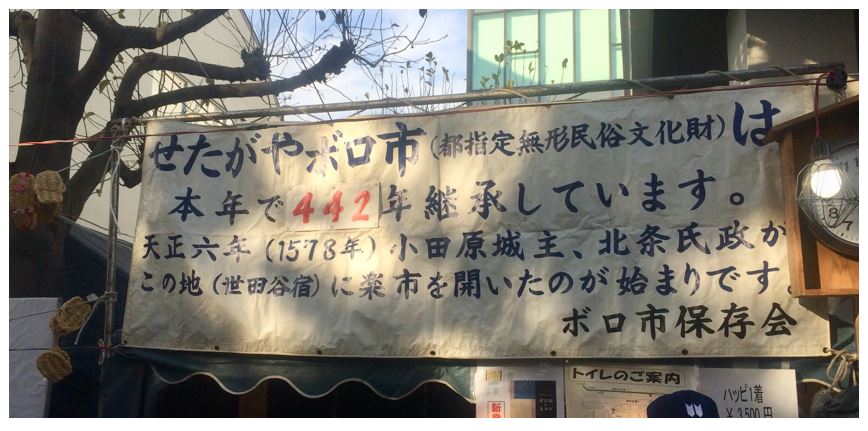 せたがやボロ市（都指定無形民俗文化財）は
本年で442年継承しています。
天正六年（1578年）小田原城主、北条氏政が
この地（世田谷宿）に楽市を開いたのが始まりです。
ボロ市保存会
トイレのご案内
ハッピ1着
¥3,500円
11
8
7